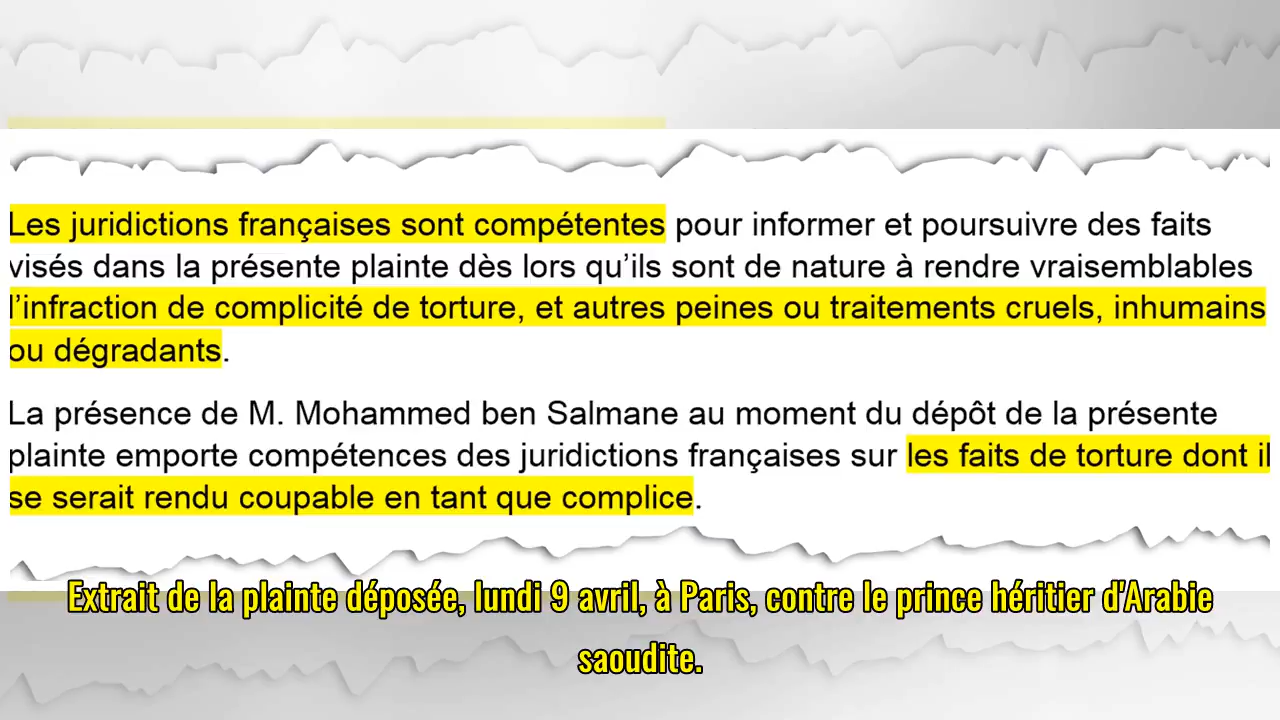 Les juridictions françaises sont compétentes pour informer et poursuivre des faits
visés dans la présente plainte dès lors qu’ils sont de nature à rendre vraisemblables
l’infraction de complicité de torture, et autres peines ou traitements cruels, inhumains
ou dégradants.
La présence de M. Mohammed ben Salmane au moment du dépôt de la présente
plainte emporte compétences des juridictions françaises sur les faits de torture dont il
se serait rendu coupable en tant que complice.
Extrait de la plainte déposée, lundi 9 avril, à Paris, contre le prince héritier d'Arabie
saoudite.